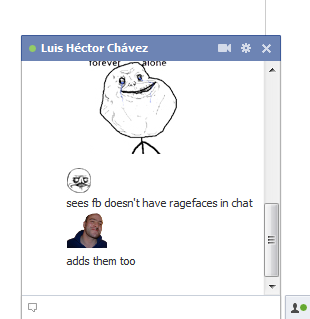 Luis Héctor Chávez
forever alone
sees fb doesn't have ragefaces in chat
adds them too